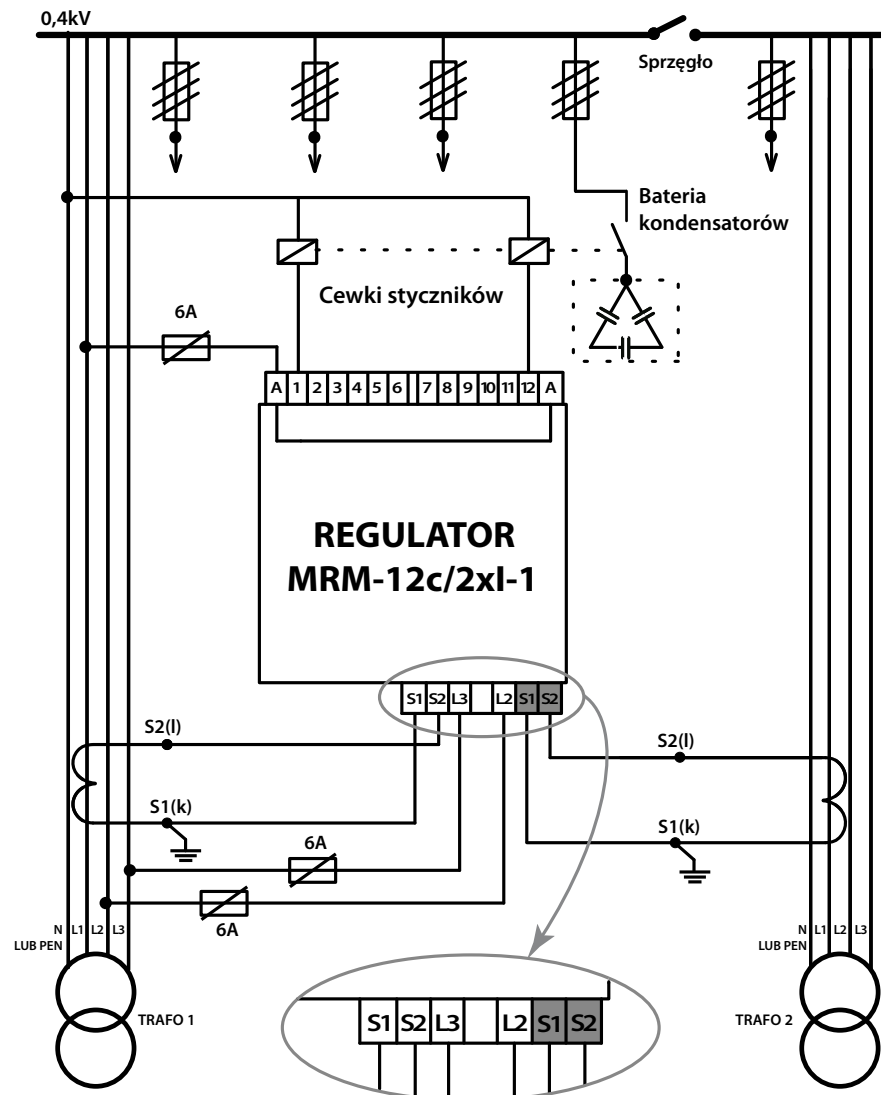 0,4kV
Sprzęgło
Bateria
kondensatorów
Cewki styczników
6A
A 1 2 3 4 5 6 7 8 9 10 11 12 A
REGULATOR
MRM-12c/2xI-1
S1 S2 L3 L2 S1 S2
S2(l)
S2(l)
S1(k)
S1(k)
6A
6A
N L1 L2 L3
LUB PEN
N L1 L2 L3
LUB PEN
TRAFO 1
TRAFO 2
S1 S2 L3 L2 S1 S2